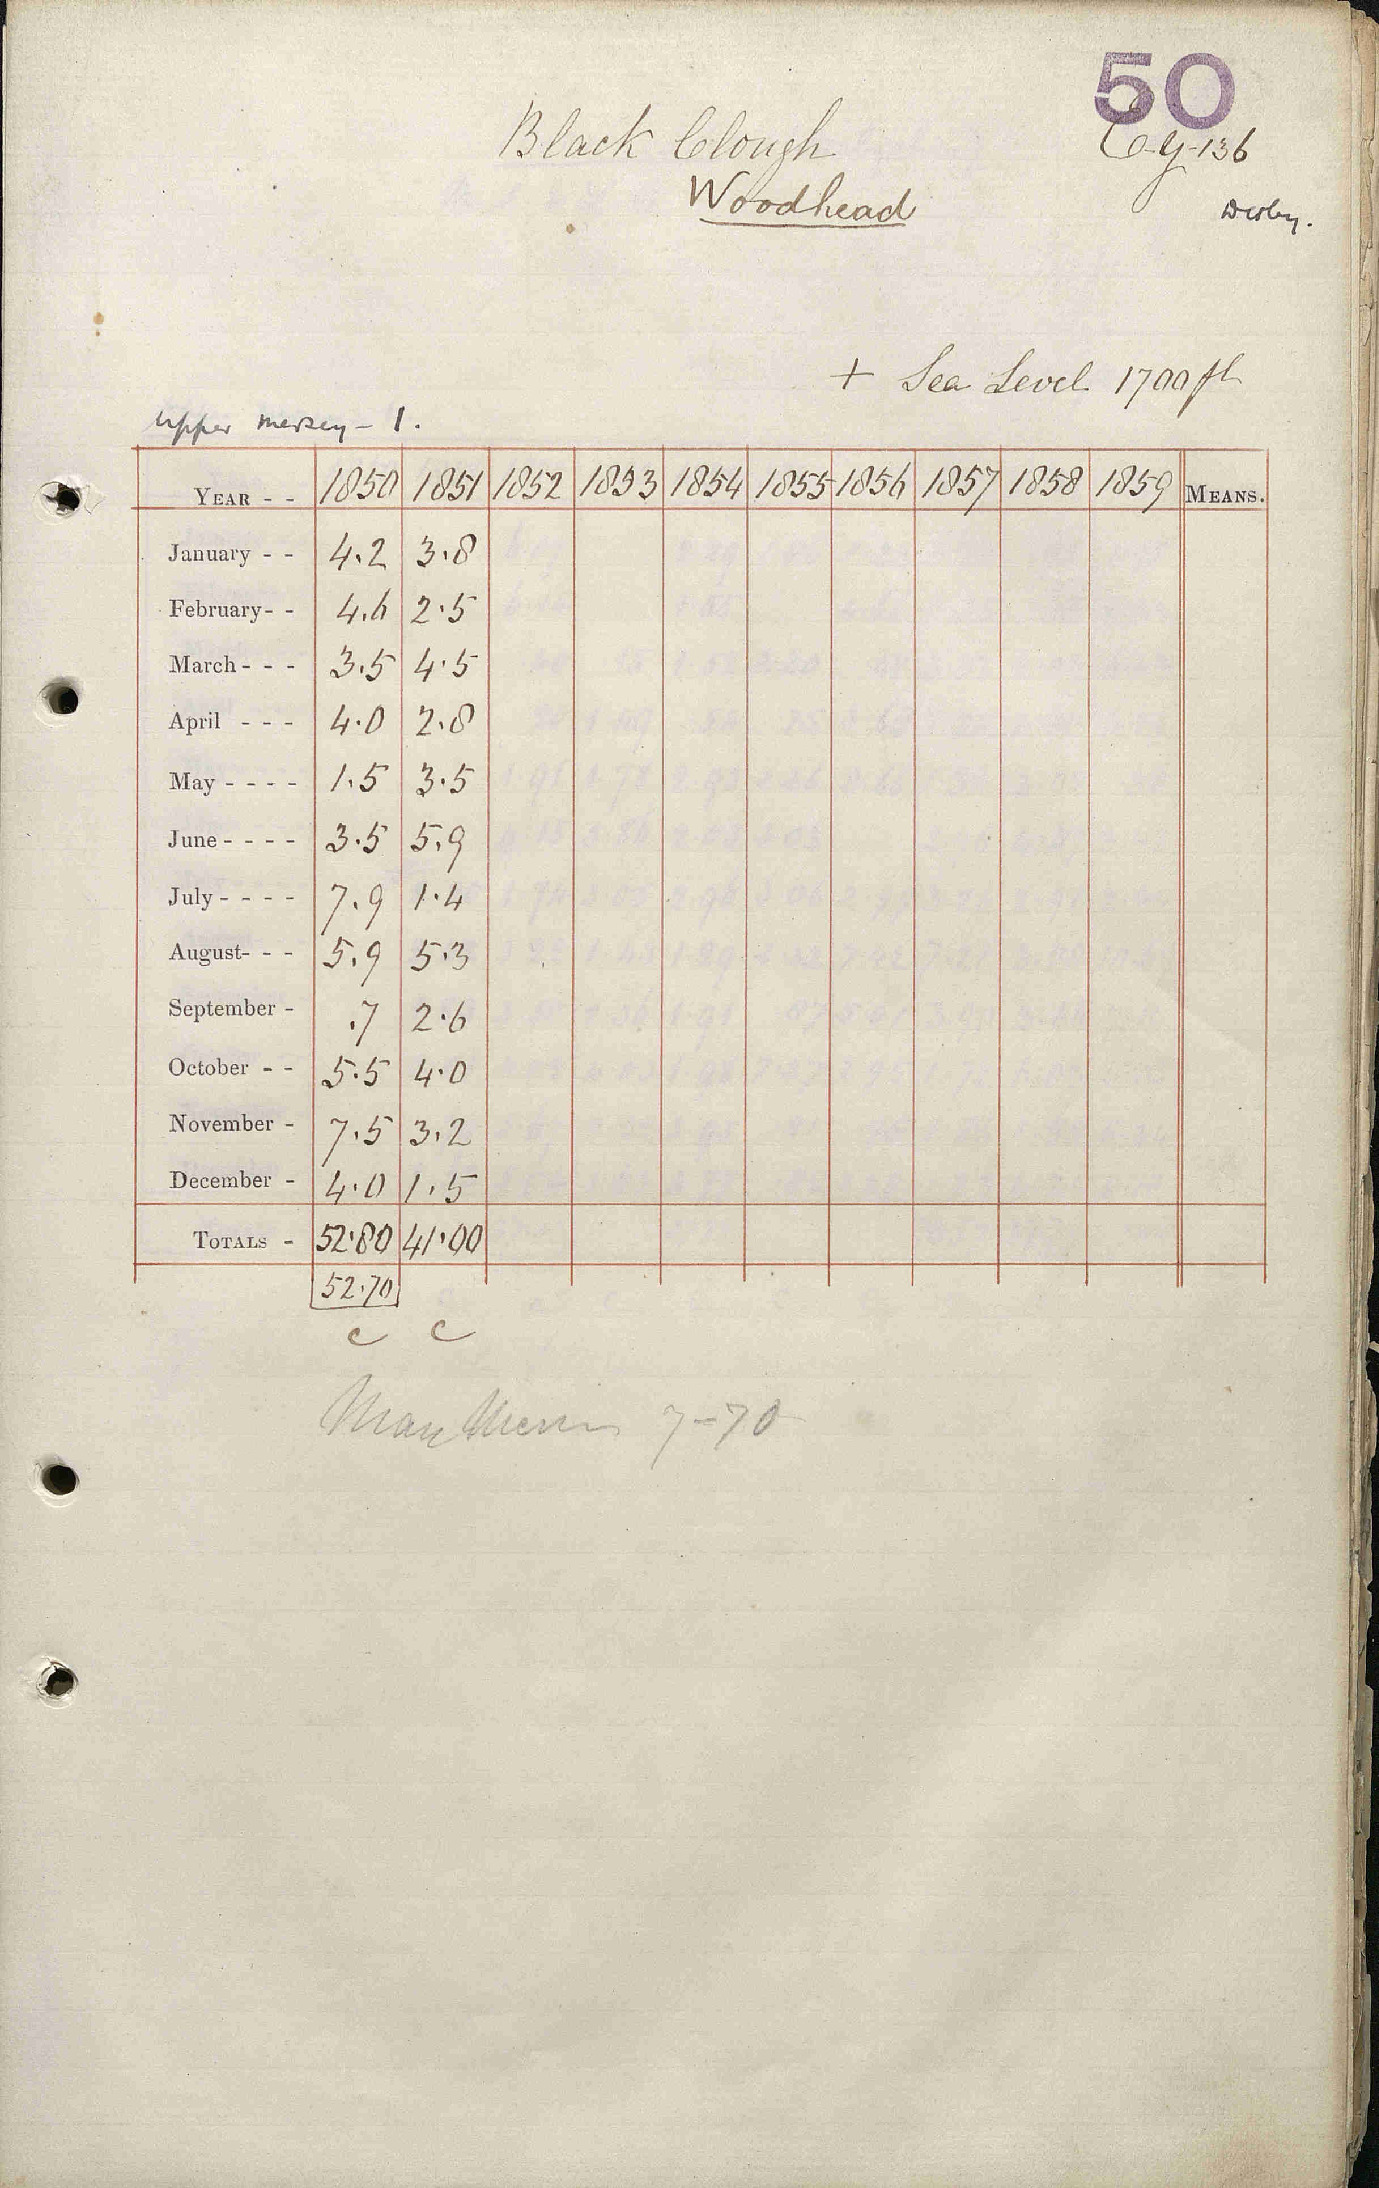 50
Black Clough
Woodhead
136
Derby.
+ Sea Level 1700 ft
Upper Mersey - 1.
YEAR - - 1850 1851 1852 1853 1854 1855 1856 1857 1858 1859 MEANS.
January - - 4.2 3.8
February - - 4.6 2.5
March - - - 3.5 4.5
April - - - 4.0 2.8
May - - - - 1.5 3.5
June - - - - 3.5 5.9
July - - - - 7.9 1.4
August - - - 5.9 5.3
September - .7 2.6
October - - 5.5 4.0
November - 7.5 3.2
December - 4.0 1.5
TOTALS - 52.80 41.00
52.70
c c
7-70